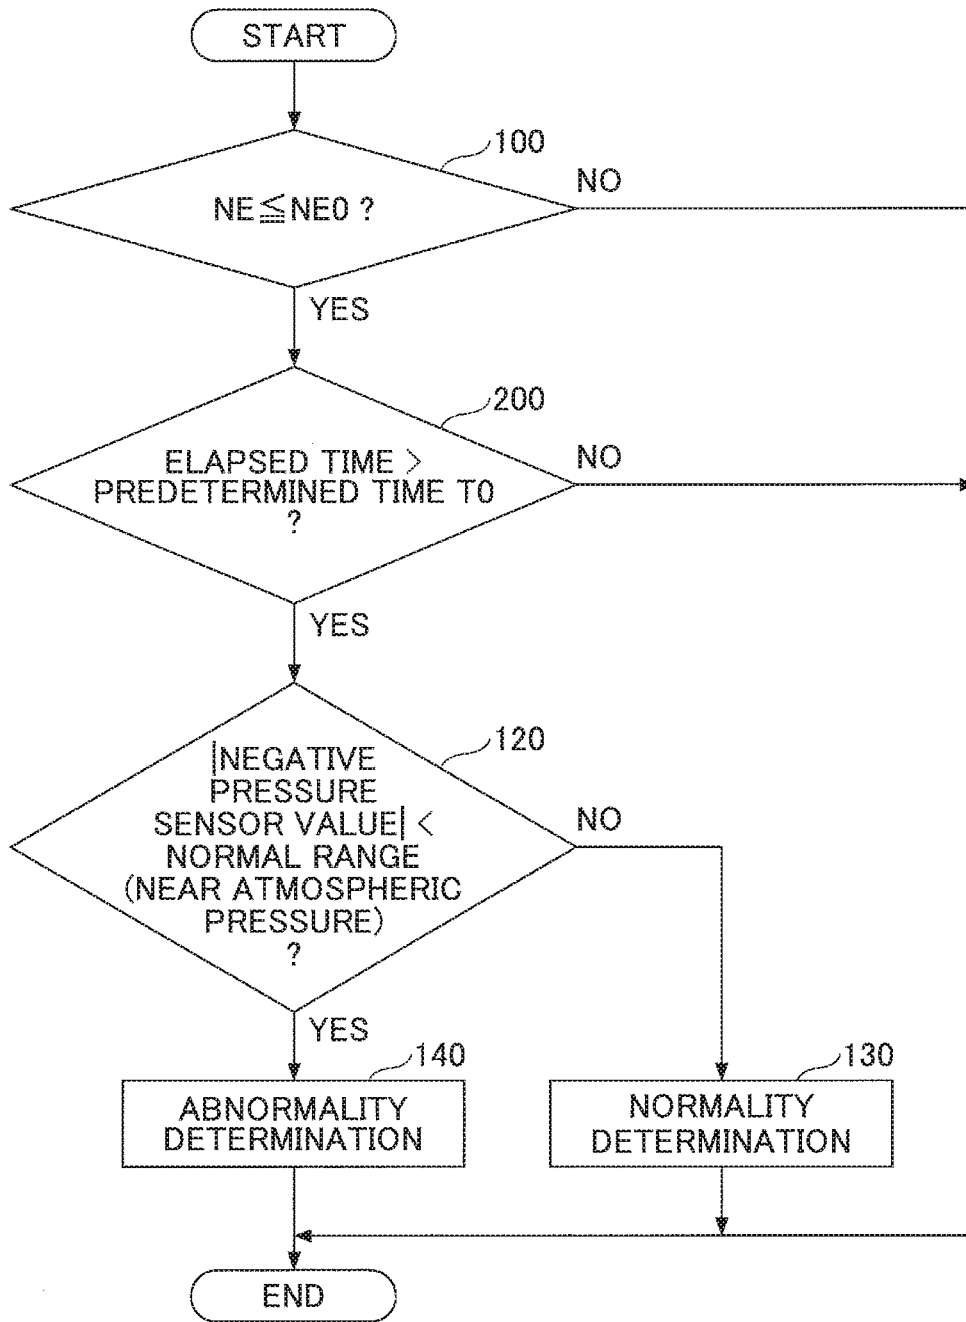 START
100
NE≦NE0 ?
NO
YES
200
ELAPSED TIME >
PREDETERMINED TIME T0
?
NO
YES
120
|NEGATIVE
PRESSURE
SENSOR VALUE| <
NORMAL RANGE
(NEAR ATMOSPHERIC
PRESSURE)
?
NO
YES
140
ABNORMALITY
DETERMINATION
130
NORMALITY
DETERMINATION
END